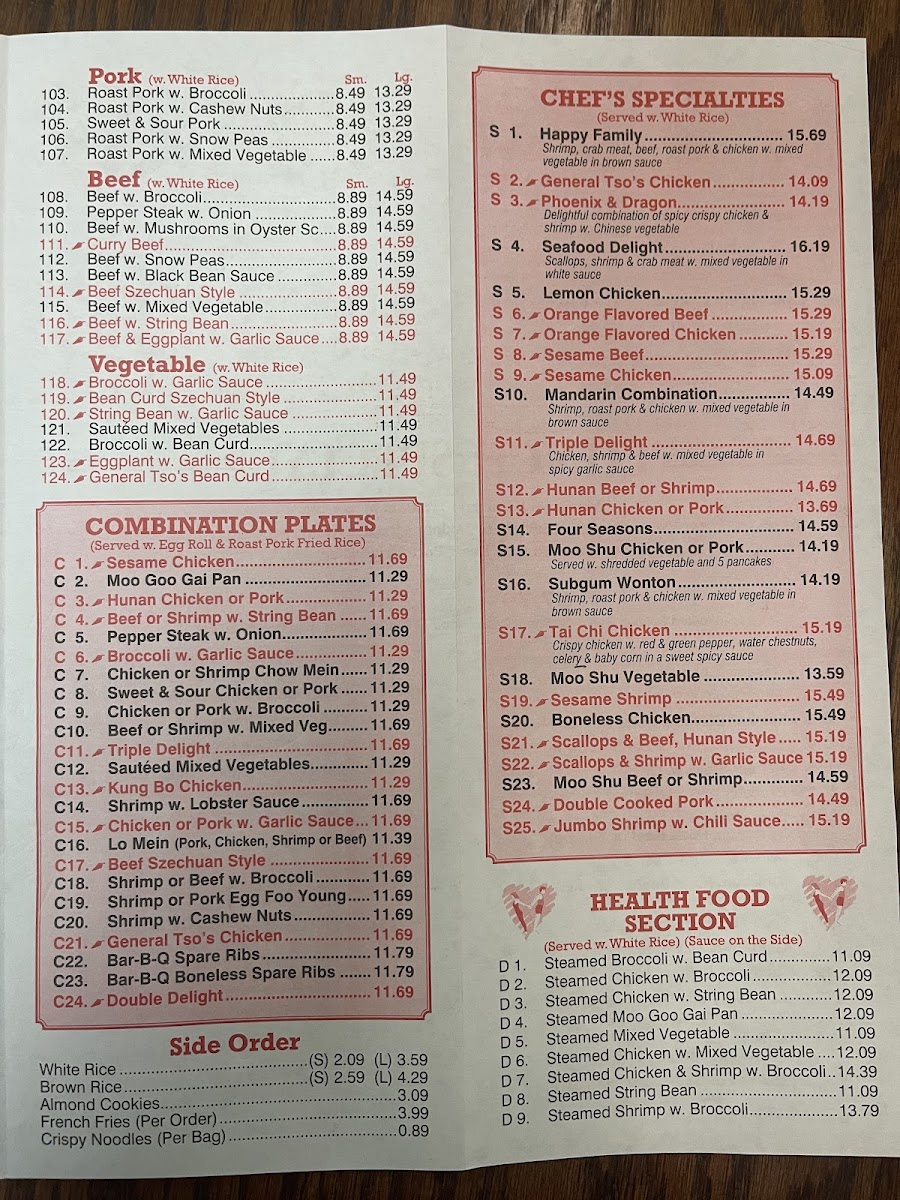 Pork (w. White Rice) Sm. Lg.
103. Roast Pork w. Broccoli....................8.49 13.29
104. Roast Pork w. Cashew Nuts............8.49 13.29
105. Sweet & Sour Pork..........................8.49 13.29
106. Roast Pork w. Snow Peas...............8.49 13.29
107. Roast Pork w. Mixed Vegetable......8.49 13.29
Beef (w. White Rice) Sm. Lg.
108. Beef w. Broccoli................................8.89 14.59
109. Pepper Steak w. Onion...................8.89 14.59
110. Beef w. Mushrooms in Oyster Sc....8.89 14.59
111. Curry Beef.......................................8.89 14.59
112. Beef w. Snow Peas..........................8.89 14.59
113. Beef w. Black Bean Sauce..............8.89 14.59
114. Beef Szechuan Style.......................8.89 14.59
115. Beef w. Mixed Vegetable.................8.89 14.59
116. Beef w. String Bean.........................8.89 14.59
117. Beef & Eggplant w. Garlic Sauce....8.89 14.59
Vegetable (w. White Rice)
118. Broccoli w. Garlic Sauce..........................11.49
119. Bean Curd Szechuan Style......................11.49
120. String Bean w. Garlic Sauce....................11.49
121. Sautéed Mixed Vegetables......................11.49
122. Broccoli w. Bean Curd..............................11.49
123. Eggplant w. Garlic Sauce.........................11.49
124. General Tso's Bean Curd.........................11.49
COMBINATION PLATES
(Served w. Egg Roll & Roast Pork Fried Rice)
C 1. Sesame Chicken.............................11.69
C 2. Moo Goo Gai Pan...........................11.29
C 3. Hunan Chicken or Pork...................11.29
C 4. Beef or Shrimp w. String Bean......11.69
C 5. Pepper Steak w. Onion...................11.69
C 6. Broccoli w. Garlic Sauce................11.29
C 7. Chicken or Shrimp Chow Mein......11.29
C 8. Sweet & Sour Chicken or Pork......11.29
C 9. Chicken or Pork w. Broccoli..........11.29
C10. Beef or Shrimp w. Mixed Veg.........11.69
C11. Triple Delight..................................11.69
C12. Sautéed Mixed Vegetables............11.29
C13. Kung Bo Chicken............................11.29
C14. Shrimp w. Lobster Sauce...............11.69
C15. Chicken or Pork w. Garlic Sauce...11.69
C16. Lo Mein (Pork, Chicken, Shrimp or Beef) 11.39
C17. Beef Szechuan Style......................11.69
C18. Shrimp or Beef w. Broccoli............11.69
C19. Shrimp or Pork Egg Foo Young.....11.69
C20. Shrimp w. Cashew Nuts.................11.69
C21. General Tso's Chicken...................11.69
C22. Bar-B-Q Spare Ribs........................11.79
C23. Bar-B-Q Boneless Spare Ribs.......11.79
C24. Double Delight................................11.69
Side Order
White Rice....................................(S) 2.09 (L) 3.59
Brown Rice...................................(S) 2.59 (L) 4.29
Almond Cookies.............................................3.09
French Fries (Per Order)..................................3.99
Crispy Noodles (Per Bag)................................0.89
CHEF'S SPECIALTIES
(Served w. White Rice)
S 1. Happy Family...............................15.69
Shrimp, crab meat, beef, roast pork & chicken w. mixed
vegetable in brown sauce
S 2. General Tso's Chicken................14.09
S 3. Phoenix & Dragon........................14.19
Delightful combination of spicy crispy chicken &
shrimp w. Chinese vegetable
S 4. Seafood Delight...........................16.19
Scallops, shrimp & crab meat w. mixed vegetable in
white sauce
S 5. Lemon Chicken............................15.29
S 6. Orange Flavored Beef.................15.29
S 7. Orange Flavored Chicken...........15.19
S 8. Sesame Beef................................15.29
S 9. Sesame Chicken..........................15.09
S10. Mandarin Combination................14.49
Shrimp, roast pork & chicken w. mixed vegetable in
brown sauce
S11. Triple Delight................................14.69
Chicken, shrimp & beef w. mixed vegetable in
spicy garlic sauce
S12. Hunan Beef or Shrimp.................14.69
S13. Hunan Chicken or Pork...............13.69
S14. Four Seasons...............................14.59
S15. Moo Shu Chicken or Pork...........14.19
Served w. shredded vegetable and 5 pancakes
S16. Subgum Wonton..........................14.19
Shrimp, roast pork & chicken w. mixed vegetable in
brown sauce
S17. Tai Chi Chicken............................15.19
Crispy chicken w. red & green pepper, water chestnuts,
celery & baby corn in a sweet spicy sauce
S18. Moo Shu Vegetable.....................13.59
S19. Sesame Shrimp............................15.49
S20. Boneless Chicken........................15.49
S21. Scallops & Beef, Hunan Style.....15.19
S22. Scallops & Shrimp w. Garlic Sauce 15.19
S23. Moo Shu Beef or Shrimp.............14.59
S24. Double Cooked Pork...................14.49
S25. Jumbo Shrimp w. Chili Sauce.....15.19
HEALTH FOOD
SECTION
(Served w. White Rice) (Sauce on the Side)
D 1. Steamed Broccoli w. Bean Curd..............11.09
D 2. Steamed Chicken w. Broccoli..................12.09
D 3. Steamed Chicken w. String Bean............12.09
D 4. Steamed Moo Goo Gai Pan.....................12.09
D 5. Steamed Mixed Vegetable.......................11.09
D 6. Steamed Chicken w. Mixed Vegetable....12.09
D 7. Steamed Chicken & Shrimp w. Broccoli..14.39
D 8. Steamed String Bean...............................11.09
D 9. Steamed Shrimp w. Broccoli....................13.79